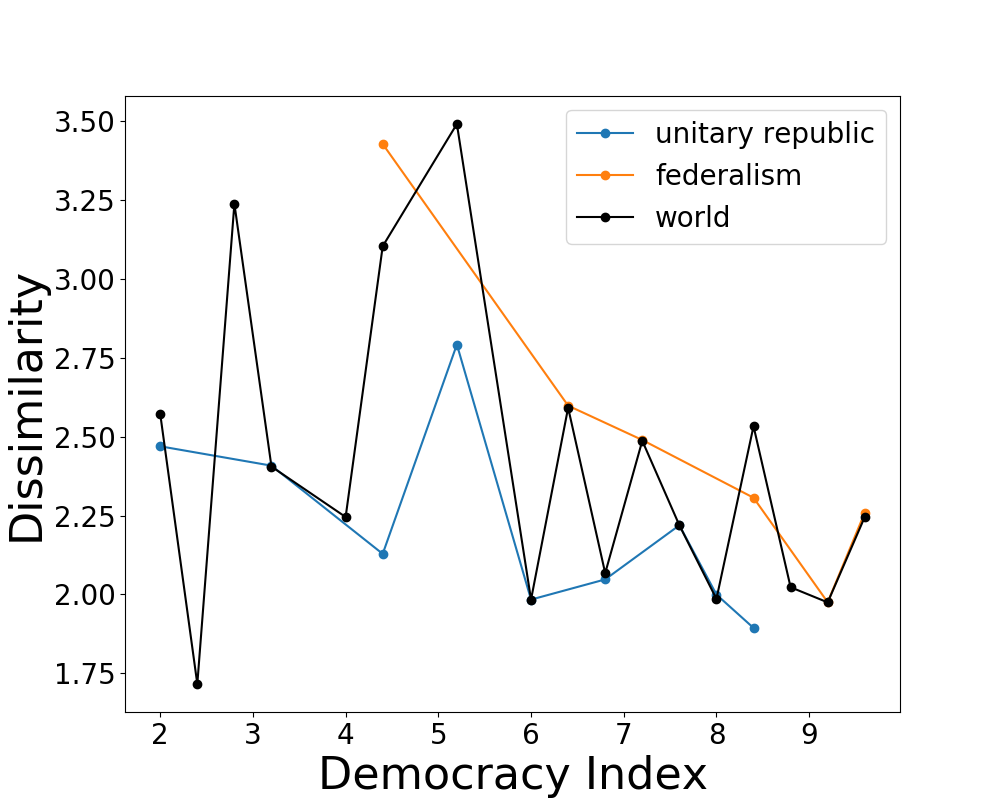 unitary republic
federalism
world
Dissimilarity
3.50
3.25
3.00
2.75
2.50
2.25
2.00
1.75
2 3 4 5 6 7 8 9
Democracy Index